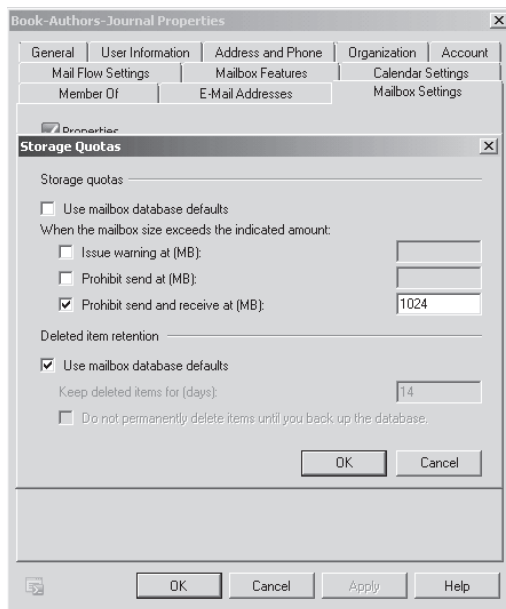 Book-Authors-Journal Properties
General User Information Address and Phone Organization Account
Mail Flow Settings Mailbox Features Calendar Settings
Member Of E-Mail Addresses Mailbox Settings
Properties
Storage Quotas
Storage quotas
Use mailbox database defaults
When the mailbox size exceeds the indicated amount:
Issue warning at (MB):
Prohibit send at (MB):
Prohibit send and receive at (MB): 1024
Deleted item retention
Use mailbox database defaults
Keep deleted items for (days): 14
Do not permanently delete items until you back up the database.
OK Cancel
OK Cancel Apply Help